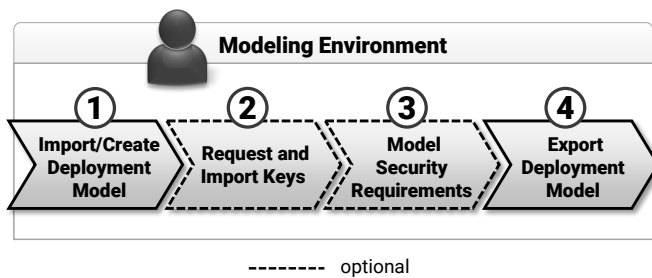 Modeling Environment
1
Import/Create
Deployment
Model
2
Request and
Import Keys
3
Model
Security
Requirements
4
Export
Deployment
Model
optional